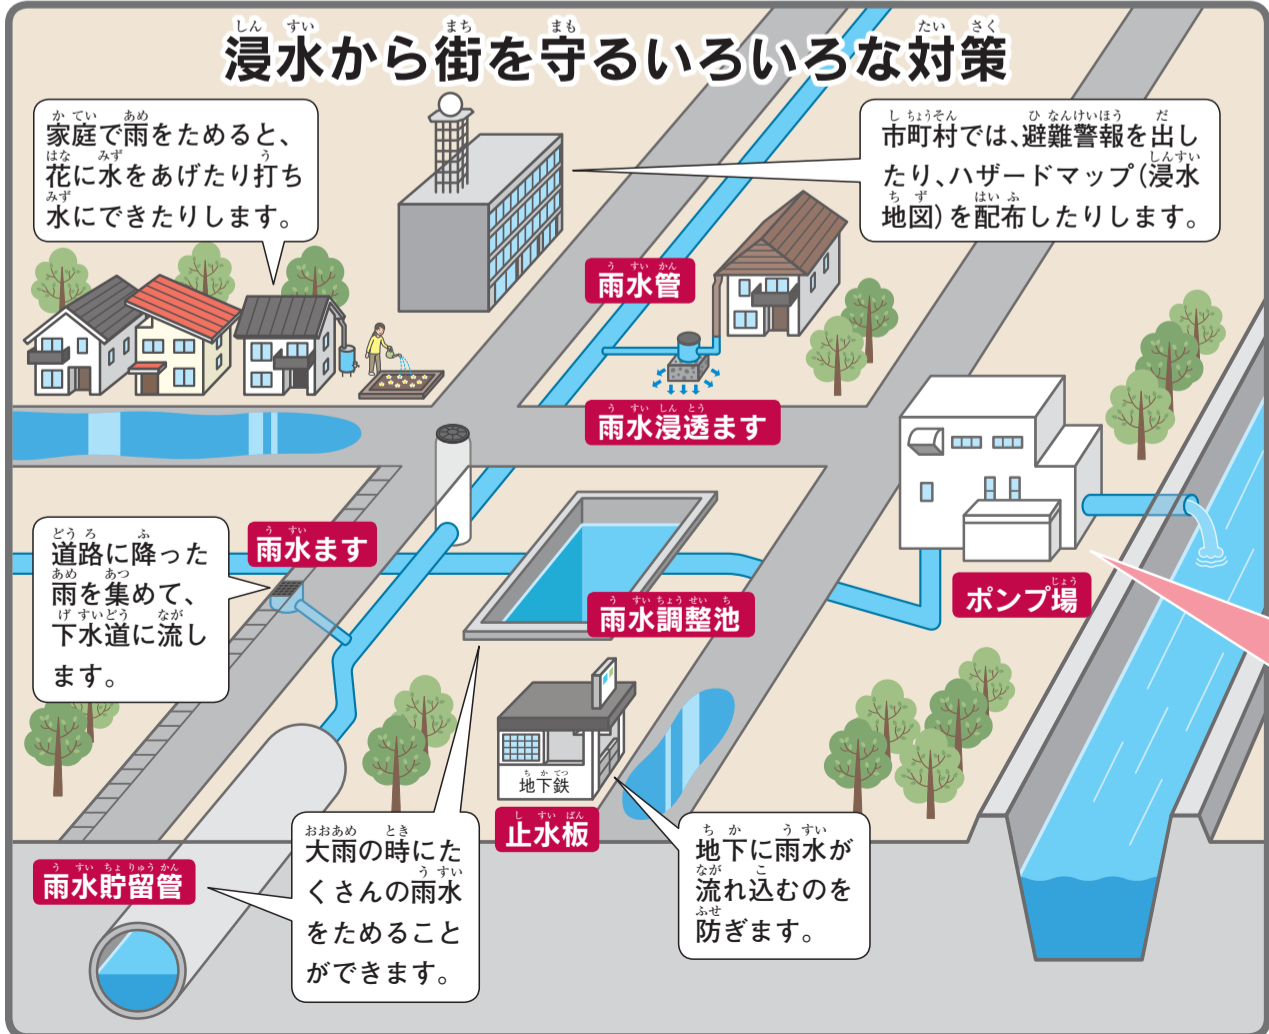 浸水から街を守るいろいろな対策
家庭で雨をためると、
花に水をあげたり打ち
水にできたりします。
市町村では、避難警報を出し
たり、ハザードマップ(浸水
地図)を配布したりします。
雨水管
雨水浸透ます
道路に降った
雨を集めて、
下水道に流し
ます。
雨水ます
雨水調整池
ポンプ場
地下鉄
止水板
雨水貯留管
大雨の時にた
くさんの雨水
をためること
ができます。
地下に雨水が
流れ込むのを
防ぎます。